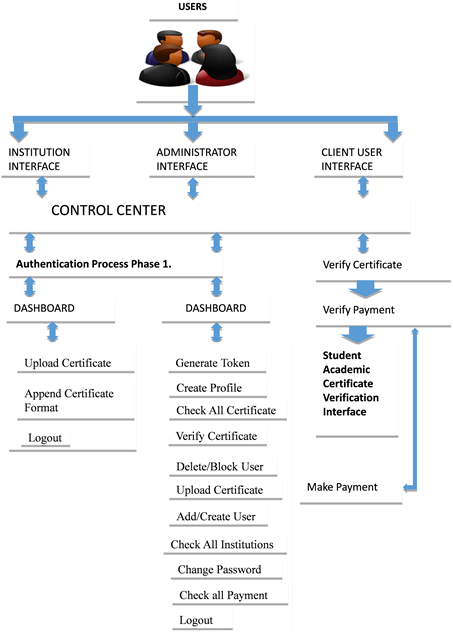 USERS
INSTITUTION
INTERFACE
ADMINISTRATOR
INTERFACE
CLIENT USER
INTERFACE
CONTROL CENTER
Authentication Process Phase 1.
Verify Certificate
DASHBOARD
DASHBOARD
Verify Payment
Upload Certificate
Append Certificate
Format
Logout
Generate Token
Create Profile
Check All Certificate
Verify Certificate
Delete/Block User
Upload Certificate
Add/Create User
Check All Institutions
Change Password
Check all Payment
Logout
Student
Academic
Certificate
Verification
Interface
Make Payment